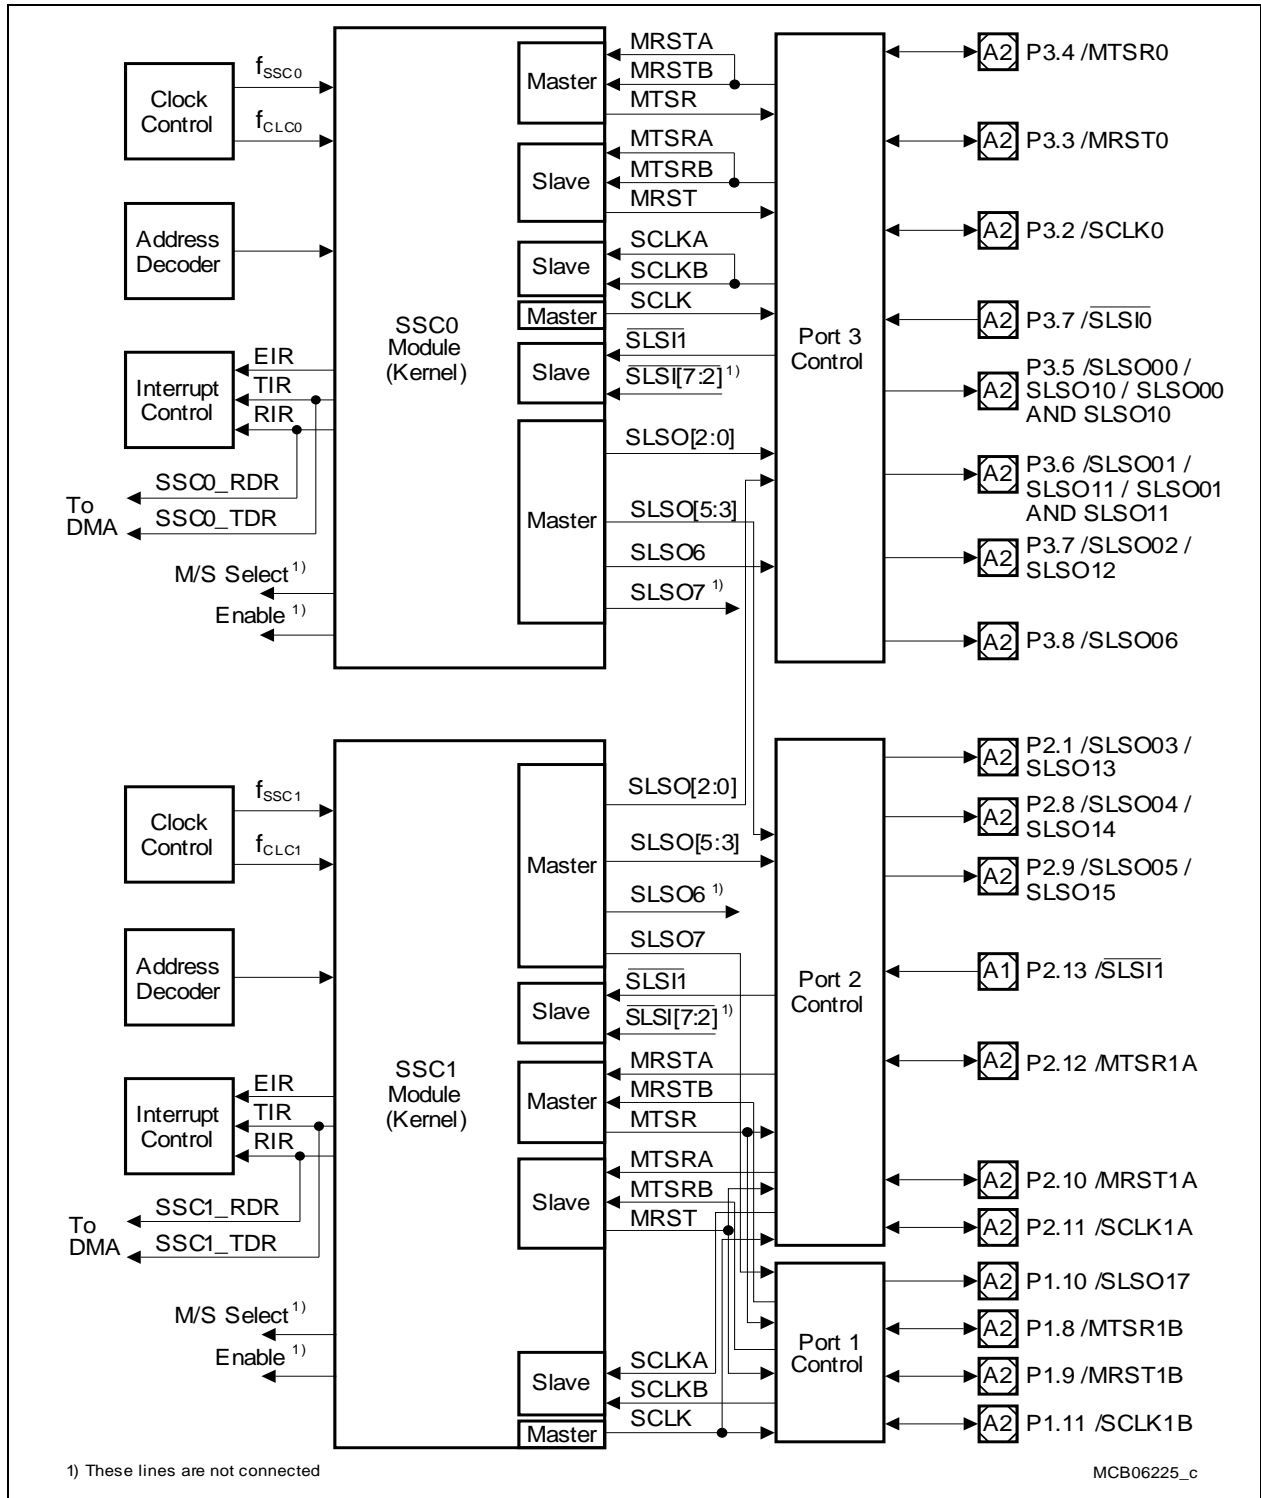 MRSTA
MRSTB
MTSR
Master
A2 P3.4 /MTSR0
fSSC0
Clock
Control
fCLC0
MTSRA
MTSRB
MRST
Slave
A2 P3.3 /MRST0
Address
Decoder
SCLKA
SCLKB
SCLK
Slave
Master
A2 P3.2 /SCLK0
SSC0
Module
(Kernel)
Port 3
Control
SLSI1
SLSI[7:2] 1)
Slave
A2 P3.7 /SLSI0
Interrupt
Control
EIR
TIR
RIR
A2 P3.5 /SLSO00 /
SLSO10 / SLSO00
AND SLSO10
SLSO[2:0]
SLSO[5:3]
SLSO6
SLSO7 1)
Master
A2 P3.6 /SLSO01 /
SLSO11 / SLSO01
AND SLSO11
To
DMA
SSC0_RDR
SSC0_TDR
A2 P3.7 /SLSO02 /
SLSO12
M/S Select 1)
Enable 1)
A2 P3.8 /SLSO06
A2 P2.1 /SLSO03 /
SLSO13
fSSC1
Clock
Control
fCLC1
SLSO[2:0]
SLSO[5:3]
SLSO6 1)
SLSO7
Master
A2 P2.8 /SLSO04 /
SLSO14
A2 P2.9 /SLSO05 /
SLSO15
Address
Decoder
SLSI1
SLSI[7:2] 1)
Slave
Port 2
Control
A1 P2.13 /SLSI1
SSC1
Module
(Kernel)
MRSTA
MRSTB
MTSR
Master
A2 P2.12 /MTSR1A
Interrupt
Control
EIR
TIR
RIR
MTSRA
MTSRB
MRST
Slave
A2 P2.10 /MRST1A
A2 P2.11 /SCLK1A
To
DMA
SSC1_RDR
SSC1_TDR
A2 P1.10 /SLSO17
M/S Select 1)
Enable 1)
Port 1
Control
A2 P1.8 /MTSR1B
A2 P1.9 /MRST1B
SCLKA
SCLKB
SCLK
Slave
Master
A2 P1.11 /SCLK1B
1) These lines are not connected
MCB06225_c